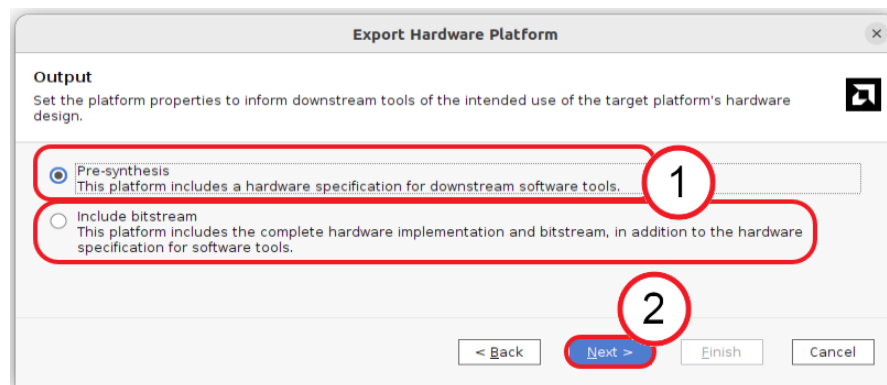 Export Hardware Platform
Output
Set the platform properties to inform downstream tools of the intended use of the target platform's hardware
design.
Pre-synthesis
This platform includes a hardware specification for downstream software tools.
1
Include bitstream
This platform includes the complete hardware implementation and bitstream, in addition to the hardware
specification for software tools.
2
< Back
Next >
Finish
Cancel